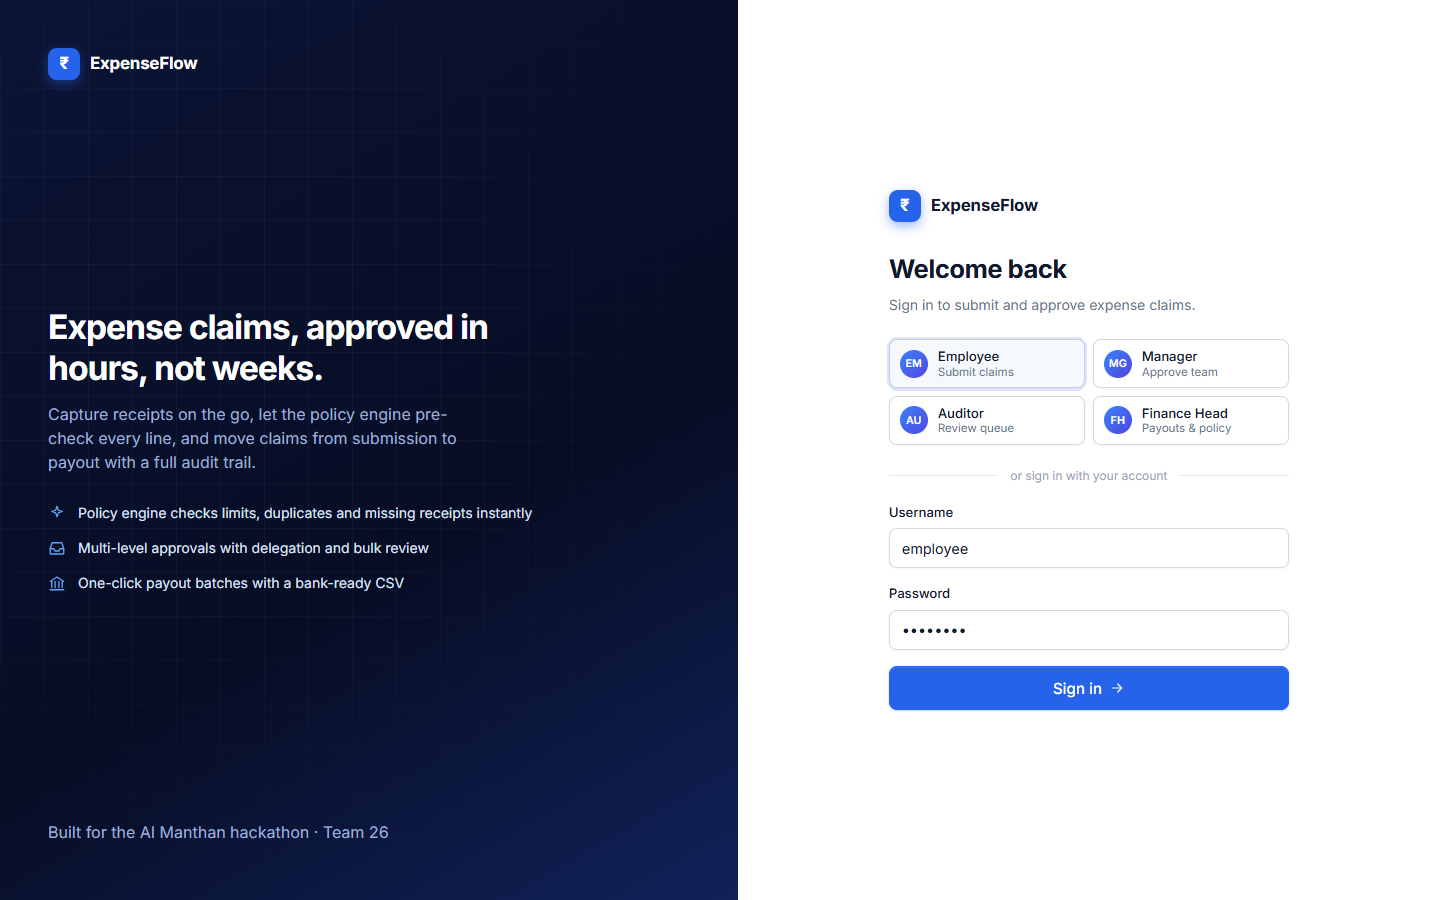 ₹ ExpenseFlow
Expense claims, approved in
hours, not weeks.
Capture receipts on the go, let the policy engine pre-
check every line, and move claims from submission to
payout with a full audit trail.
Policy engine checks limits, duplicates and missing receipts instantly
Multi-level approvals with delegation and bulk review
One-click payout batches with a bank-ready CSV
Built for the AI Manthan hackathon · Team 26
₹ ExpenseFlow
Welcome back
Sign in to submit and approve expense claims.
EM Employee
Submit claims
MG Manager
Approve team
AU Auditor
Review queue
FH Finance Head
Payouts & policy
or sign in with your account
Username
employee
Password
••••••••
Sign in →